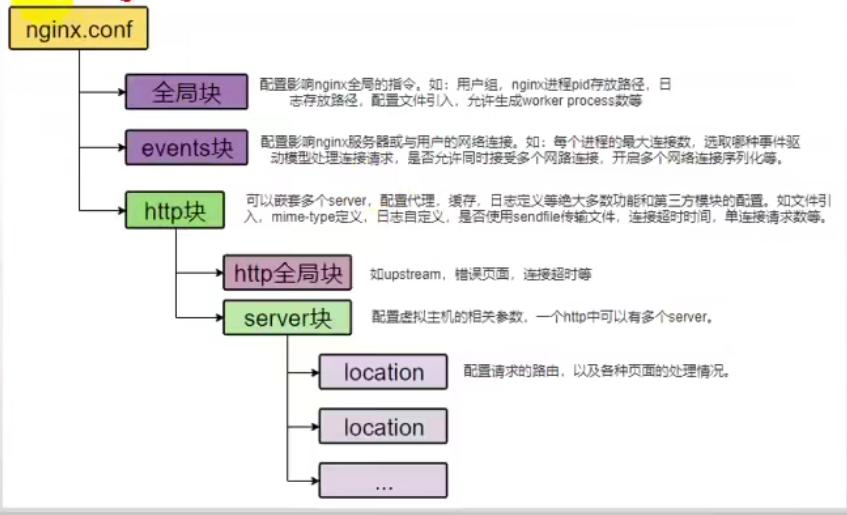 nginx.conf
全局块
配置影响nginx全局的指令。如：用户组，nginx进程pid存放路径，日
志存放路径，配置文件引入，允许生成worker process数等
events块
配置影响nginx服务器或与用户的网络连接。如：每个进程的最大连接数，选取哪种事件驱
动模型处理连接请求，是否允许同时接受多个网路连接，开启多个网络连接序列化等。
http块
可以嵌套多个server，配置代理，缓存，日志定义等绝大多数功能和第三方模块的配置。如文件引
入，mime-type定义，日志自定义，是否使用sendfile传输文件，连接超时时间，单连接请求数等。
http全局块
如upstream，错误页面，连接超时等
server块
配置虚拟主机的相关参数，一个http中可以有多个server。
location
配置请求的路由，以及各种页面的处理情况。
location
...